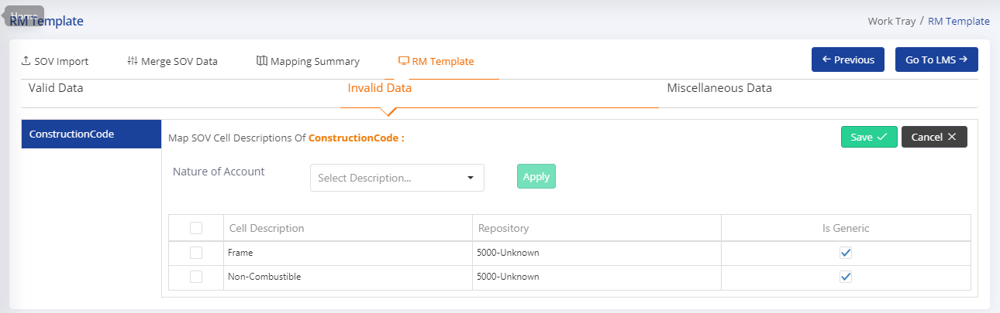 Home
RM Template
Work Tray / RM Template
SOV Import Merge SOV Data Mapping Summary RM Template Previous Go To LMS
Valid Data Invalid Data Miscellaneous Data
ConstructionCode
Map SOV Cell Descriptions Of ConstructionCode : Save Cancel
Nature of Account Select Description... Apply
Cell Description Repository Is Generic
Frame 5000-Unknown
Non-Combustible 5000-Unknown